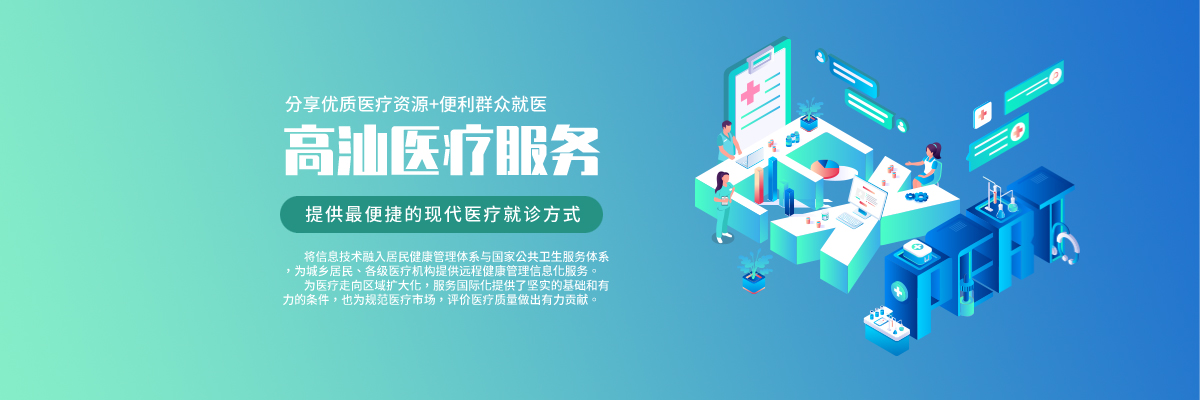 分享优质医疗资源+便利群众就医
高汕医疗服务
提供最便捷的现代医疗就诊方式
将信息技术融入居民健康管理体系与国家公共卫生服务体系
，为城乡居民、各级医疗机构提供远程健康管理信息化服务。
为医疗走向区域扩大化，服务国际化提供了坚实的基础和有
力的条件，也为规范医疗市场，评价医疗质量做出有力贡献。